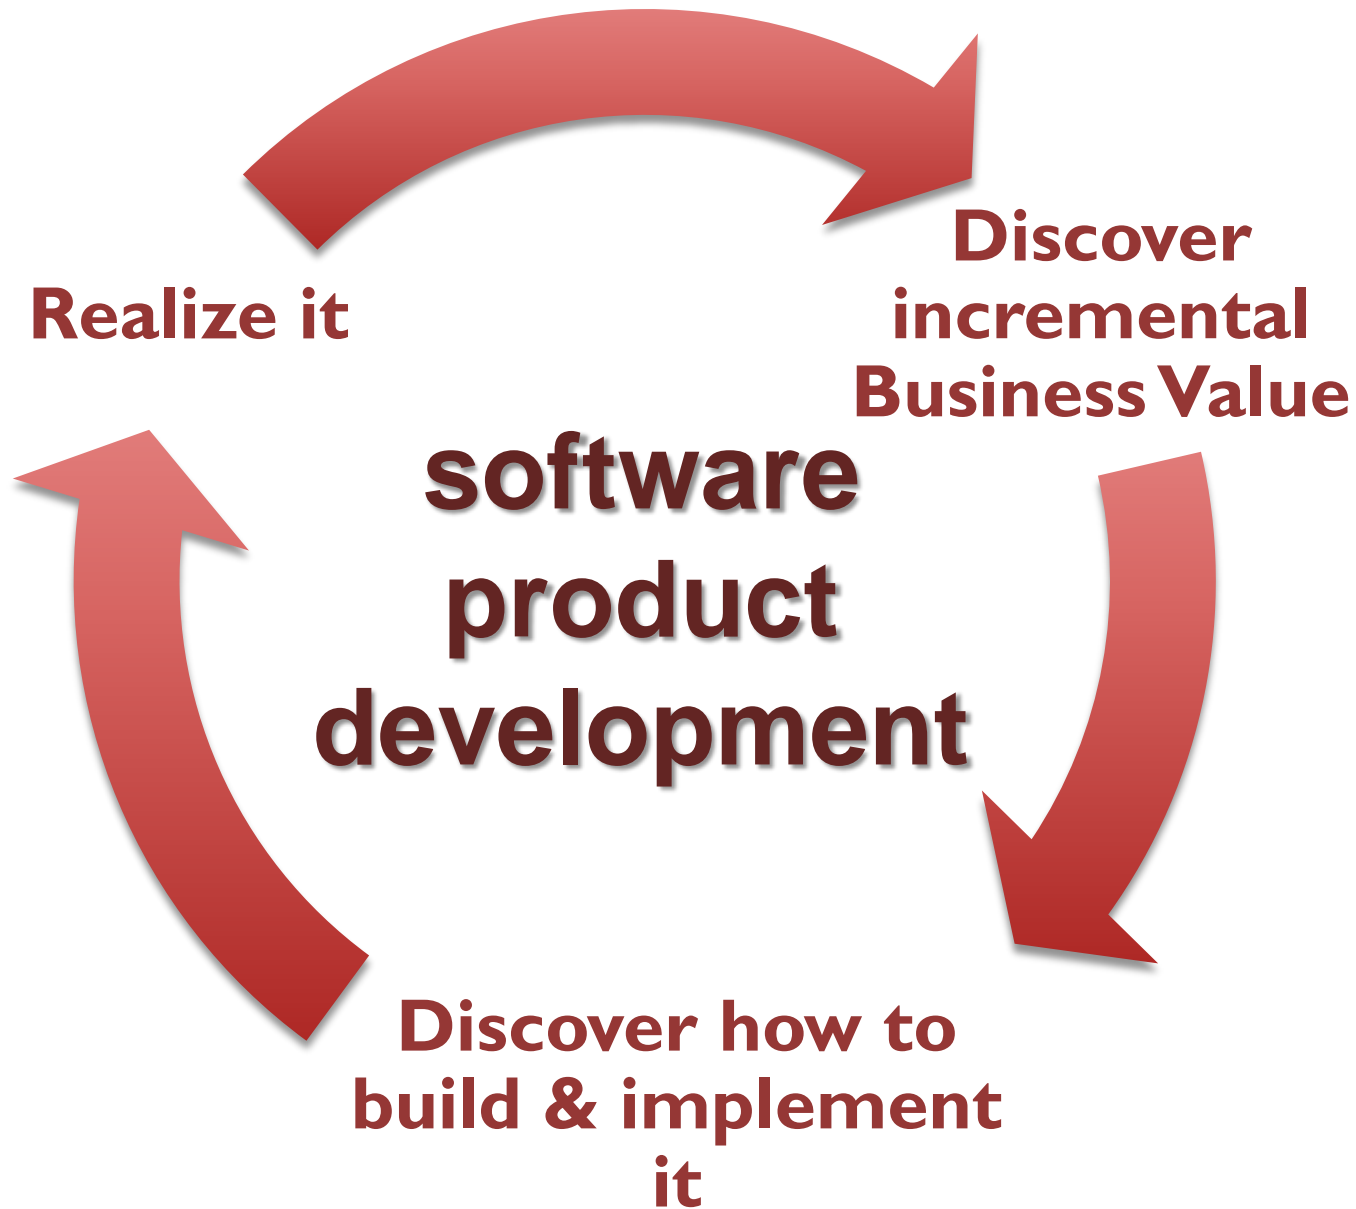 Discover
incremental
Business Value
Realize it
software
product
development
Discover how to
build & implement
it